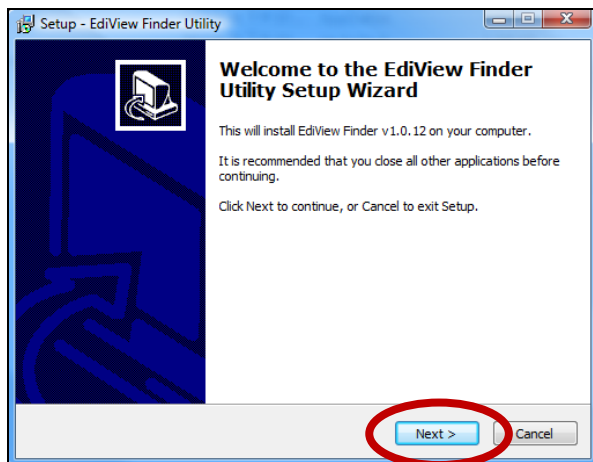 Setup - EdiView Finder Utility
Welcome to the EdiView Finder
Utility Setup Wizard
This will install EdiView Finder v1.0.12 on your computer.
It is recommended that you close all other applications before
continuing.
Click Next to continue, or Cancel to exit Setup.
Next >
Cancel